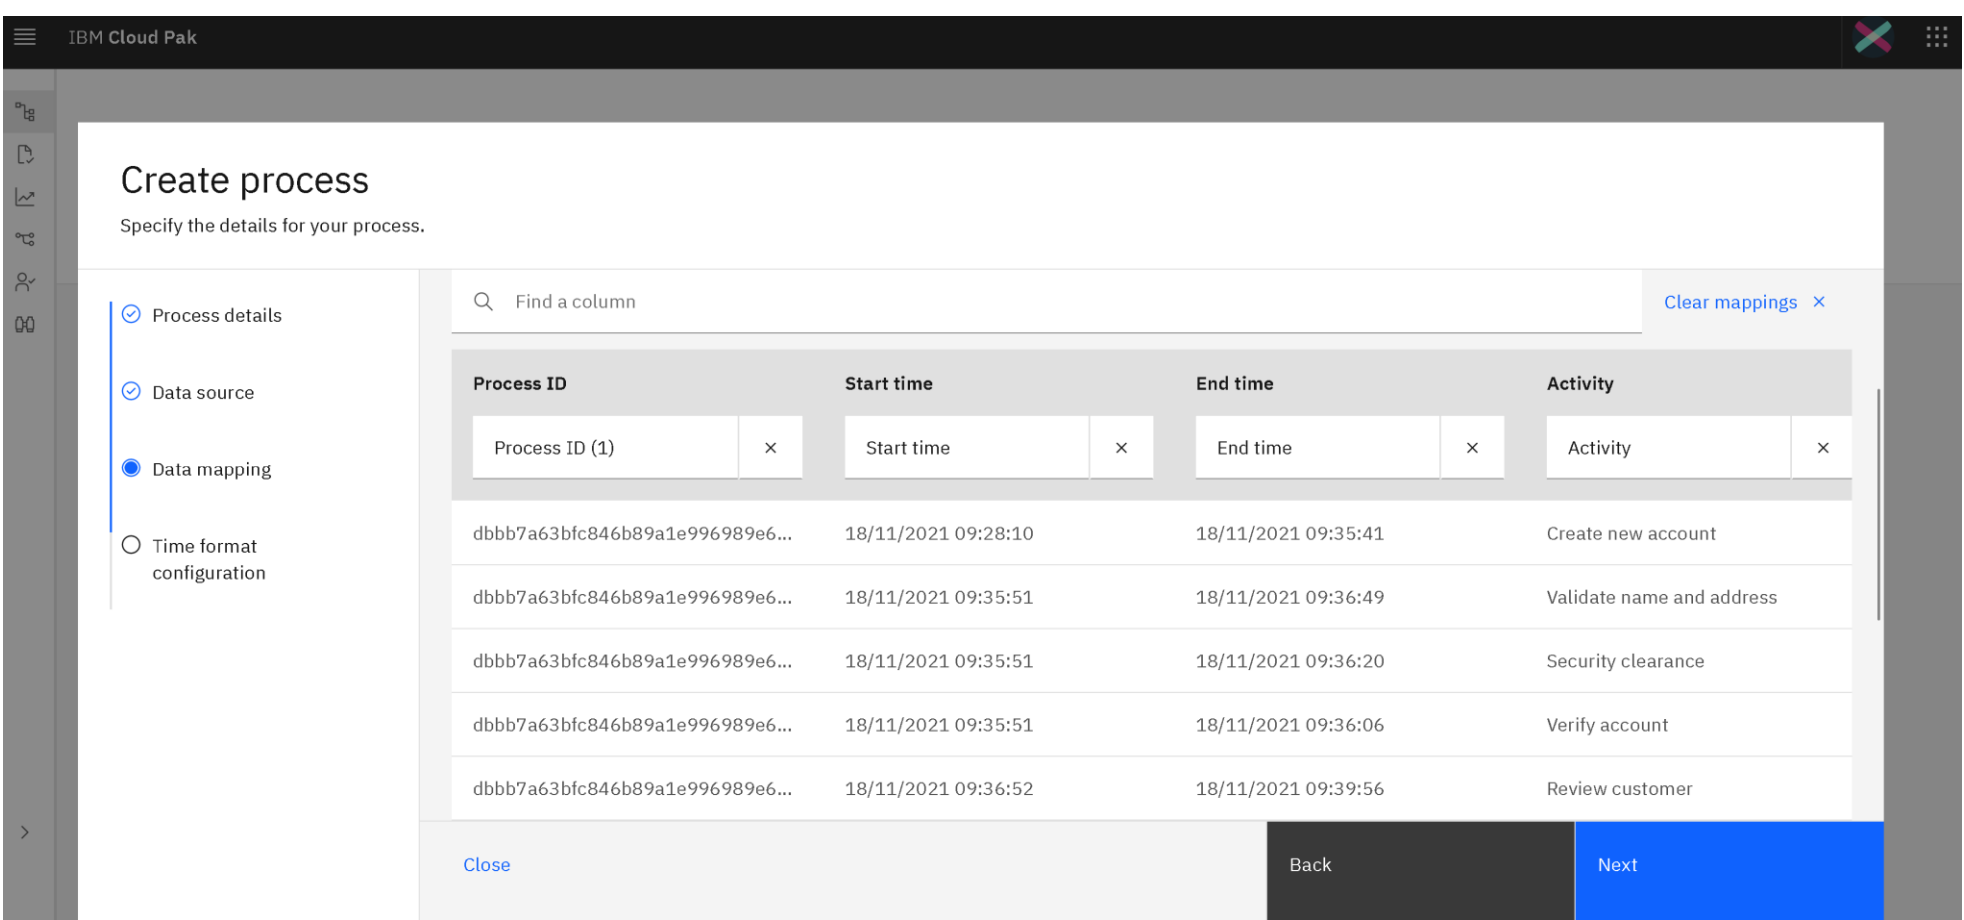 IBM Cloud Pak
Create process
Specify the details for your process.
Process details
Data source
Data mapping
Time format
configuration
Find a column
Clear mappings
Process ID Start time End time Activity
Process ID (1) Start time End time Activity
dbbb7a63bfc846b89a1e996989e6... 18/11/2021 09:28:10 18/11/2021 09:35:41 Create new account
dbbb7a63bfc846b89a1e996989e6... 18/11/2021 09:35:51 18/11/2021 09:36:49 Validate name and address
dbbb7a63bfc846b89a1e996989e6... 18/11/2021 09:35:51 18/11/2021 09:36:20 Security clearance
dbbb7a63bfc846b89a1e996989e6... 18/11/2021 09:35:51 18/11/2021 09:36:06 Verify account
dbbb7a63bfc846b89a1e996989e6... 18/11/2021 09:36:52 18/11/2021 09:39:56 Review customer
Close Back Next